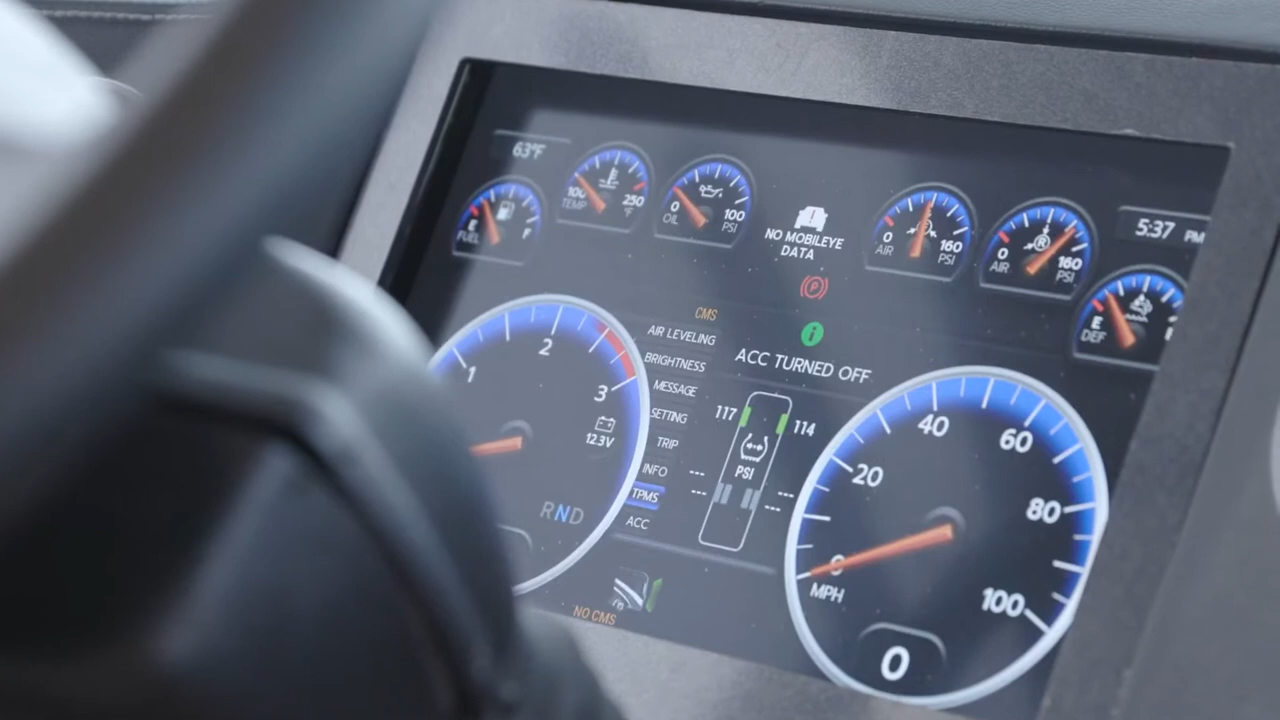 63°F
5:37 PM
E
F
FUEL
100
250
TEMP
°F
0
100
OIL
PSI
NO MOBILEYE
DATA
0
160
AIR
PSI
R
0
160
AIR
PSI
E
DEF
P
i
ACC TURNED OFF
CMS
AIR LEVELING
BRIGHTNESS
MESSAGE
SETTING
TRIP
INFO
TPMS
ACC
1
2
3
12.3V
RND
117
114
PSI
---
---
---
---
0
20
40
60
80
100
MPH
0
NO CMS